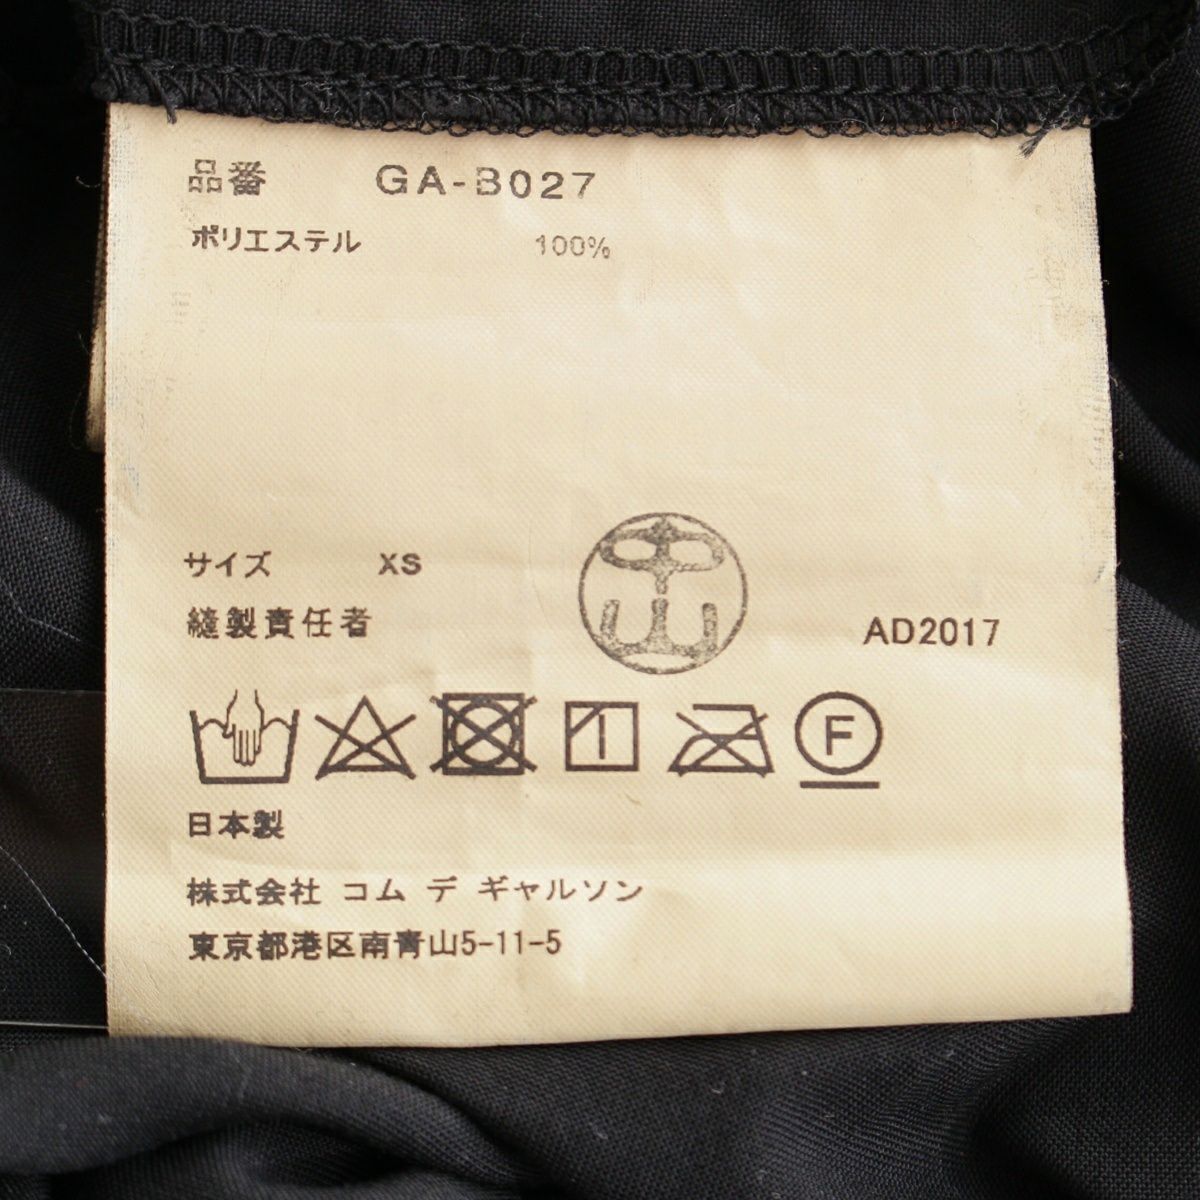 品番 GA-B027
ポリエステル 100%
サイズ XS
縫製責任者 中山 AD2017
F
日本製
株式会社 コム デ ギャルソン
東京都港区南青山5-11-5